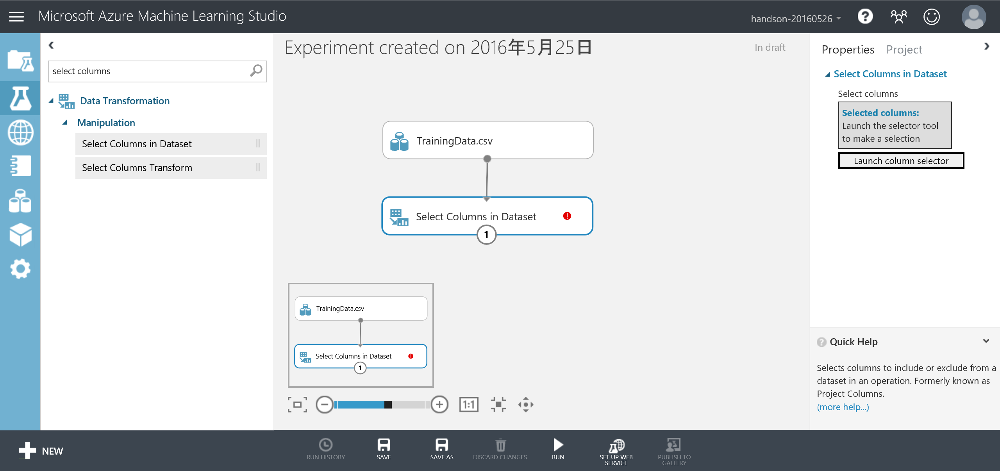 Microsoft Azure Machine Learning Studio
handson-20160526
?
select columns
Data Transformation
Manipulation
Select Columns in Dataset
Select Columns Transform
Experiment created on 2016年5月25日
In draft
TrainingData.csv
Select Columns in Dataset
!
1
TrainingData.csv
Select Columns in Dataset
!
1
1:1
Properties
Project
Select Columns in Dataset
Select columns
Selected columns:
Launch the selector tool
to make a selection
Launch column selector
? Quick Help
Selects columns to include or exclude from a
dataset in an operation. Formerly known as
Project Columns.
(more help...)
NEW
RUN HISTORY
SAVE
SAVE AS
DISCARD CHANGES
RUN
SET UP WEB
SERVICE
PUBLISH TO
GALLERY